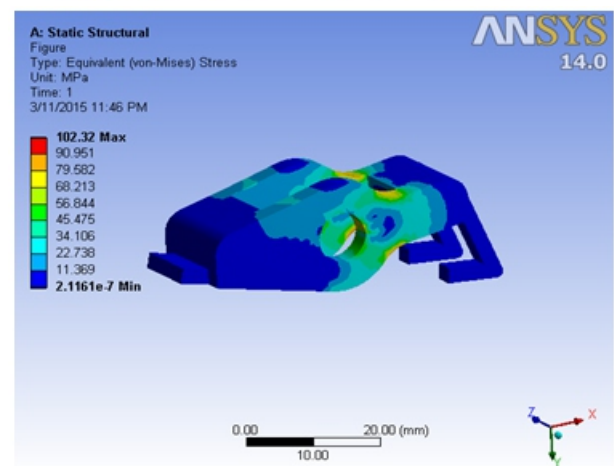 A: Static Structural
Figure
Type: Equivalent (von-Mises) Stress
Unit: MPa
Time: 1
3/11/2015 11:46 PM
ANSYS
14.0
102.32 Max
90.951
79.582
68.213
56.844
45.475
34.106
22.738
11.369
2.1161e-7 Min
0.00
20.00 (mm)
10.00
Z
X
Y